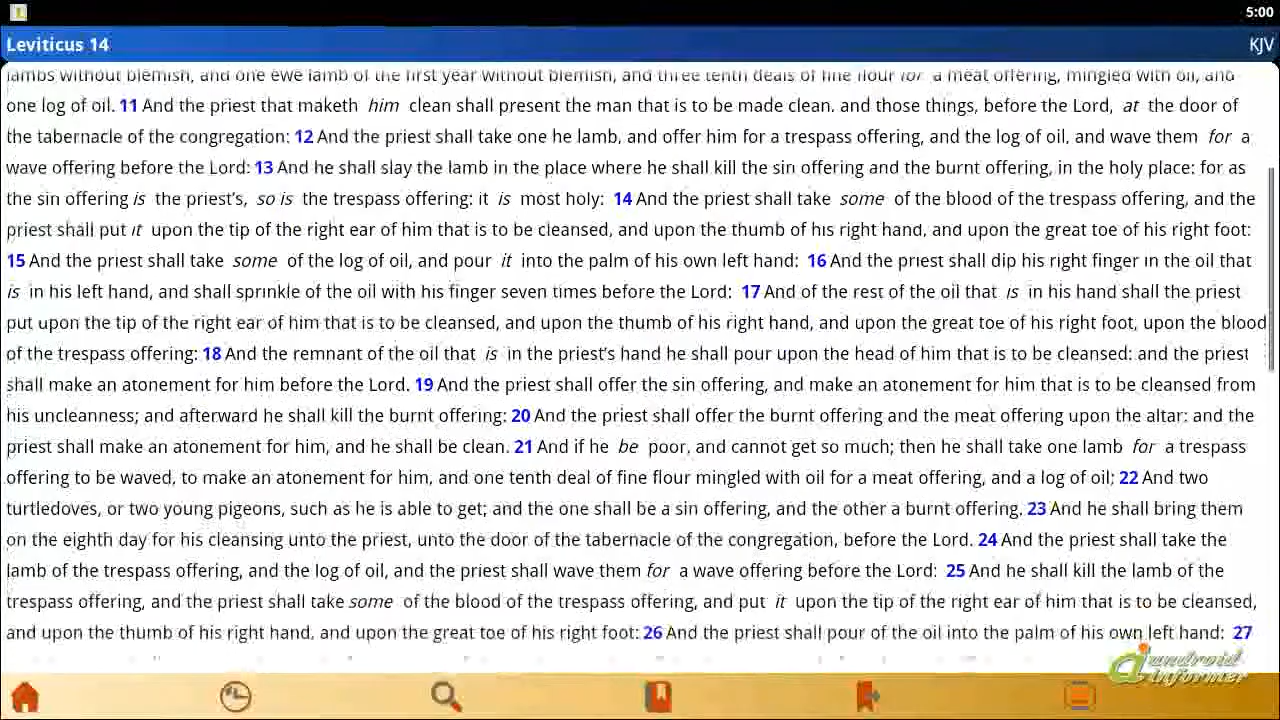 5:00
Leviticus 14 KJV
lambs without blemish, and one ewe lamb of the first year without blemish, and three tenth deals of fine flour for a meat offering, mingled with oil, and
one log of oil. 11 And the priest that maketh him clean shall present the man that is to be made clean, and those things, before the Lord, at the door of
the tabernacle of the congregation: 12 And the priest shall take one he lamb, and offer him for a trespass offering, and the log of oil, and wave them for a
wave offering before the Lord: 13 And he shall slay the lamb in the place where he shall kill the sin offering and the burnt offering, in the holy place: for as
the sin offering is the priest's, so is the trespass offering: it is most holy: 14 And the priest shall take some of the blood of the trespass offering, and the
priest shall put it upon the tip of the right ear of him that is to be cleansed, and upon the thumb of his right hand, and upon the great toe of his right foot:
15 And the priest shall take some of the log of oil, and pour it into the palm of his own left hand: 16 And the priest shall dip his right finger in the oil that
is in his left hand, and shall sprinkle of the oil with his finger seven times before the Lord: 17 And of the rest of the oil that is in his hand shall the priest
put upon the tip of the right ear of him that is to be cleansed, and upon the thumb of his right hand, and upon the great toe of his right foot, upon the blood
of the trespass offering: 18 And the remnant of the oil that is in the priest's hand he shall pour upon the head of him that is to be cleansed: and the priest
shall make an atonement for him before the Lord. 19 And the priest shall offer the sin offering, and make an atonement for him that is to be cleansed from
his uncleanness; and afterward he shall kill the burnt offering: 20 And the priest shall offer the burnt offering and the meat offering upon the altar: and the
priest shall make an atonement for him, and he shall be clean. 21 And if he be poor, and cannot get so much; then he shall take one lamb for a trespass
offering to be waved, to make an atonement for him, and one tenth deal of fine flour mingled with oil for a meat offering, and a log of oil; 22 And two
turtledoves, or two young pigeons, such as he is able to get; and the one shall be a sin offering, and the other a burnt offering. 23 And he shall bring them
on the eighth day for his cleansing unto the priest, unto the door of the tabernacle of the congregation, before the Lord. 24 And the priest shall take the
lamb of the trespass offering, and the log of oil, and the priest shall wave them for a wave offering before the Lord: 25 And he shall kill the lamb of the
trespass offering, and the priest shall take some of the blood of the trespass offering, and put it upon the tip of the right ear of him that is to be cleansed,
and upon the thumb of his right hand, and upon the great toe of his right foot: 26 And the priest shall pour of the oil into the palm of his own left hand: 27
android
informer